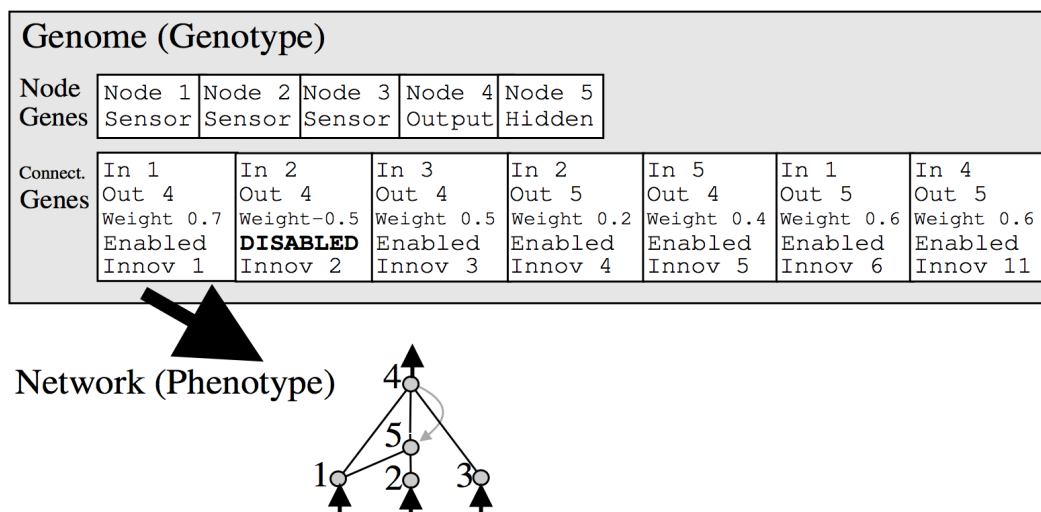 Genome (Genotype)
Node Genes
Node 1 Sensor
Node 2 Sensor
Node 3 Sensor
Node 4 Output
Node 5 Hidden
Connect. Genes
In 1
Out 4
Weight 0.7
Enabled
Innov 1
In 2
Out 4
Weight-0.5
DISABLED
Innov 2
In 3
Out 4
Weight 0.5
Enabled
Innov 3
In 2
Out 5
Weight 0.2
Enabled
Innov 4
In 5
Out 4
Weight 0.4
Enabled
Innov 5
In 1
Out 5
Weight 0.6
Enabled
Innov 6
In 4
Out 5
Weight 0.6
Enabled
Innov 11
Network (Phenotype)
4
5
1
2
3